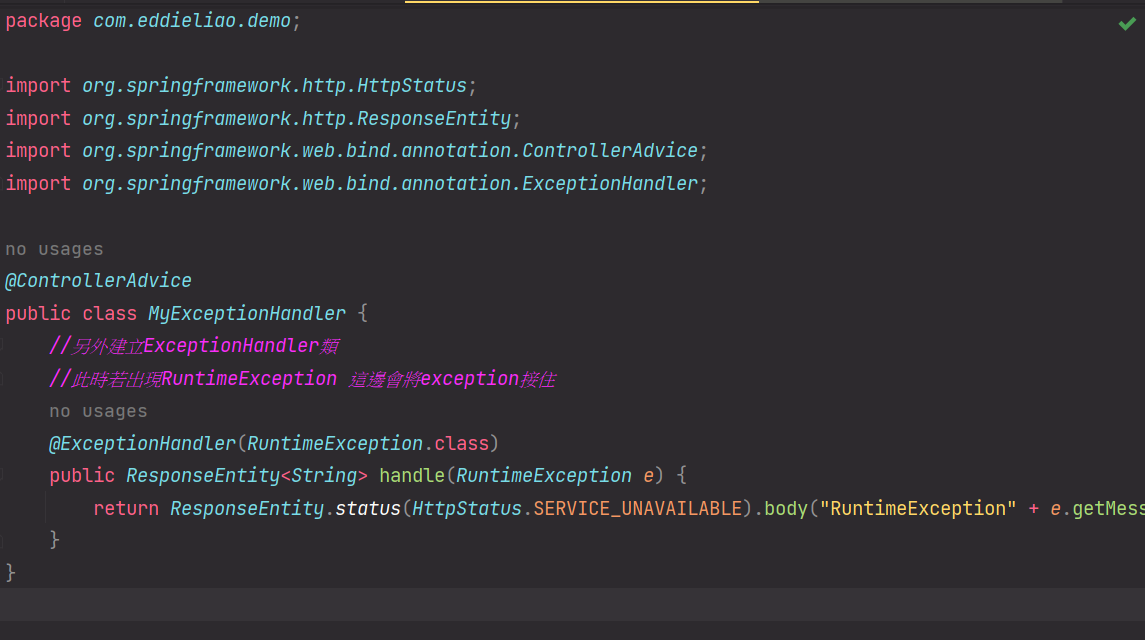 package com.eddieliao.demo;
import org.springframework.http.HttpStatus;
import org.springframework.http.ResponseEntity;
import org.springframework.web.bind.annotation.ControllerAdvice;
import org.springframework.web.bind.annotation.ExceptionHandler;
no usages
@ControllerAdvice
public class MyExceptionHandler {
//另外建立ExceptionHandler類
//此時若出現RuntimeException 這邊會將exception接住
no usages
@ExceptionHandler(RuntimeException.class)
public ResponseEntity<String> handle(RuntimeException e) {
return ResponseEntity.status(HttpStatus.SERVICE_UNAVAILABLE).body("RuntimeException" + e.getMess
}
}